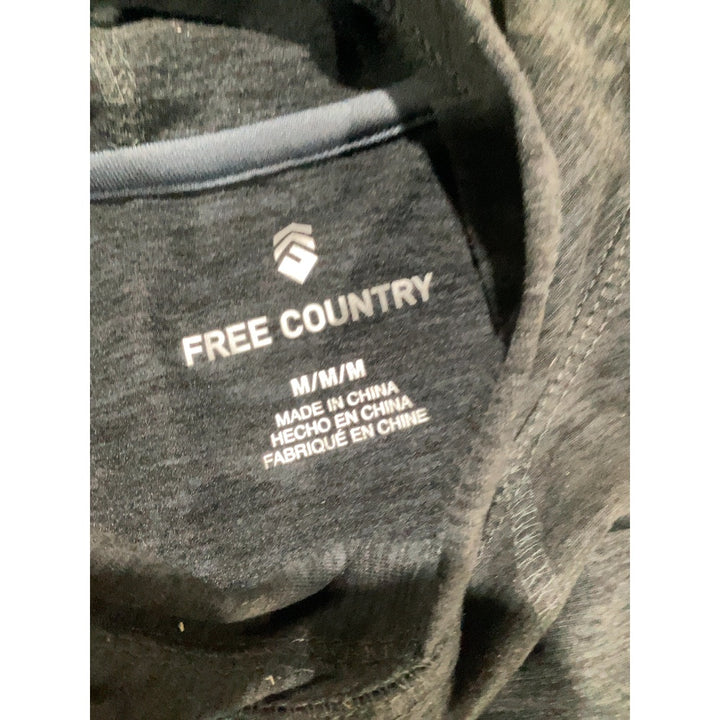 FREE COUNTRY
M/M/M
MADE IN CHINA
HECHO EN CHINA
FABRIQUÉ EN CHINE